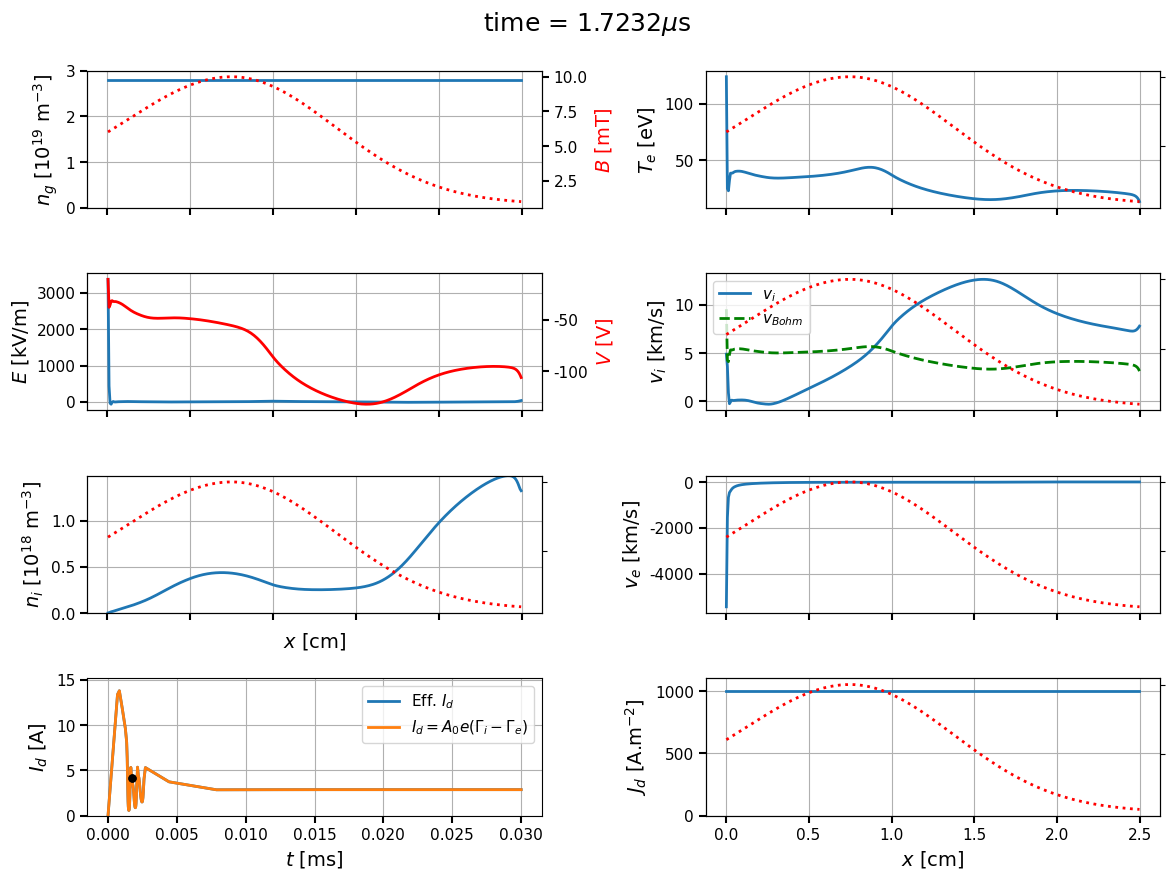 time = 1.7232μs
n_g [10^19 m^−3]
3
2
1
0
10.0
7.5
5.0
2.5
B [mT]
T_e [eV]
100
50
E [kV/m]
3000
2000
1000
0
-50
-100
V [V]
v_i [km/s]
10
5
0
v_i
v_Bohm
n_i [10^18 m^−3]
1.0
0.5
0.0
x [cm]
v_e [km/s]
0
-2000
-4000
I_d [A]
15
10
5
0
Eff. I_d
I_d = A_0e(Γ_i − Γ_e)
0.000 0.005 0.010 0.015 0.020 0.025 0.030
t [ms]
J_d [A.m^−2]
1000
500
0
0.0 0.5 1.0 1.5 2.0 2.5
x [cm]